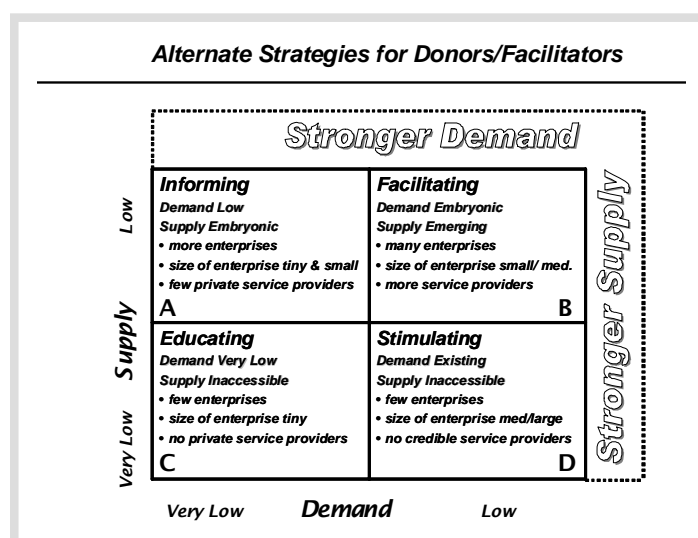 Alternate Strategies for Donors/Facilitators
Stronger Demand
Stronger Supply
Low
Supply
Very Low
Informing
Demand Low
Supply Embryonic
• more enterprises
• size of enterprise tiny & small
• few private service providers
A
Facilitating
Demand Embryonic
Supply Emerging
• many enterprises
• size of enterprise small/ med.
• more service providers
B
Educating
Demand Very Low
Supply Inaccessible
• few enterprises
• size of enterprise tiny
• no private service providers
C
Stimulating
Demand Existing
Supply Inaccessible
• few enterprises
• size of enterprise med/large
• no credible service providers
D
Very Low Demand Low